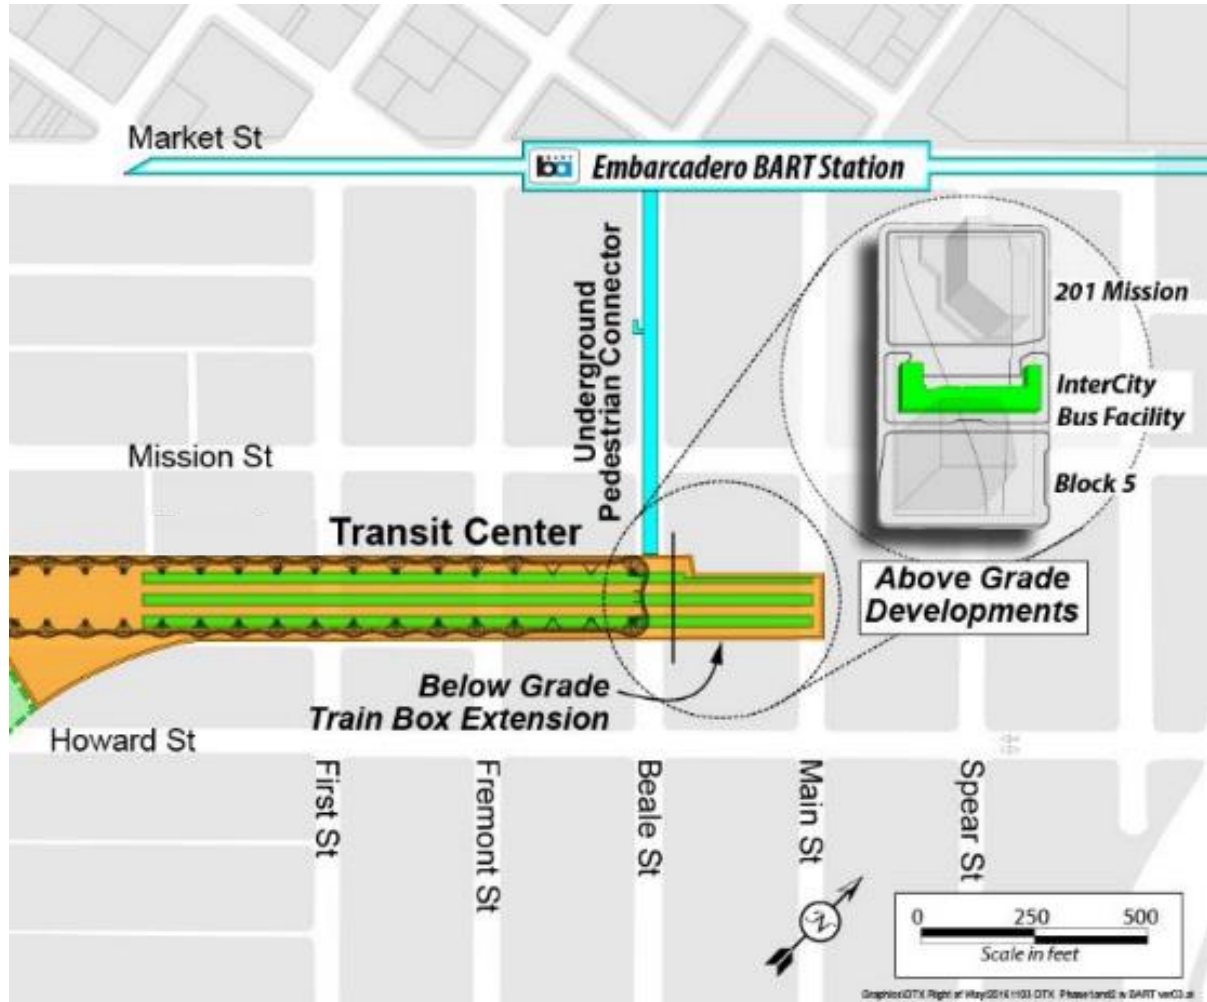 Market St
BART
ba
Embarcadero BART Station
Underground
Pedestrian Connector
201 Mission
InterCity
Bus Facility
Block 5
Mission St
Transit Center
Above Grade
Developments
Below Grade
Train Box Extension
Howard St
First St
Fremont St
Beale St
Main St
Spear St
N
0 250 500
Scale in feet